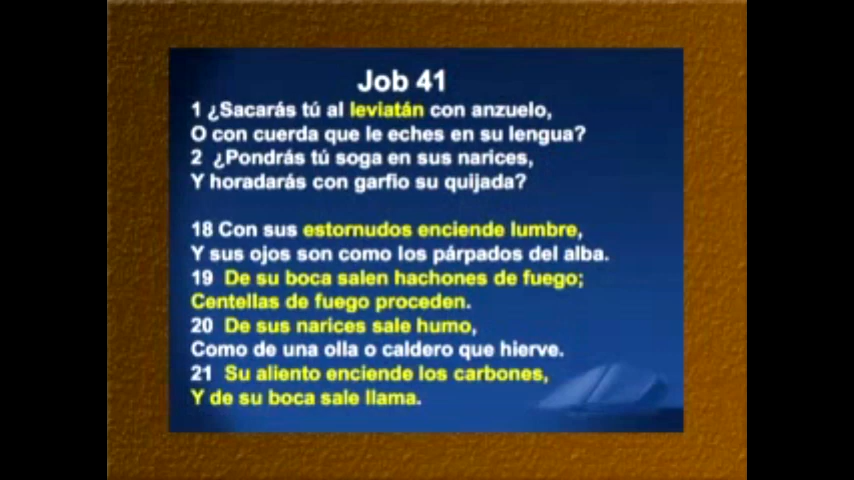 Job 41
1 ¿Sacarás tú al leviatán con anzuelo,
O con cuerda que le eches en su lengua?
2 ¿Pondrás tú soga en sus narices,
Y horadarás con garfio su quijada?
18 Con sus estornudos enciende lumbre,
Y sus ojos son como los párpados del alba.
19 De su boca salen hachones de fuego;
Centellas de fuego proceden.
20 De sus narices sale humo,
Como de una olla o caldero que hierve.
21 Su aliento enciende los carbones,
Y de su boca sale llama.